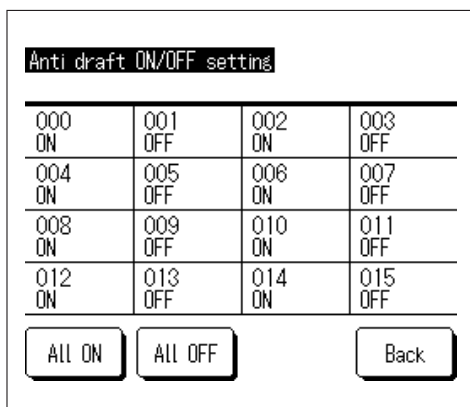 Anti draft ON/OFF setting
000 001 002 003
ON OFF ON OFF
004 005 006 007
ON OFF ON OFF
008 009 010 011
ON OFF ON OFF
012 013 014 015
ON OFF ON OFF
All ON All OFF Back